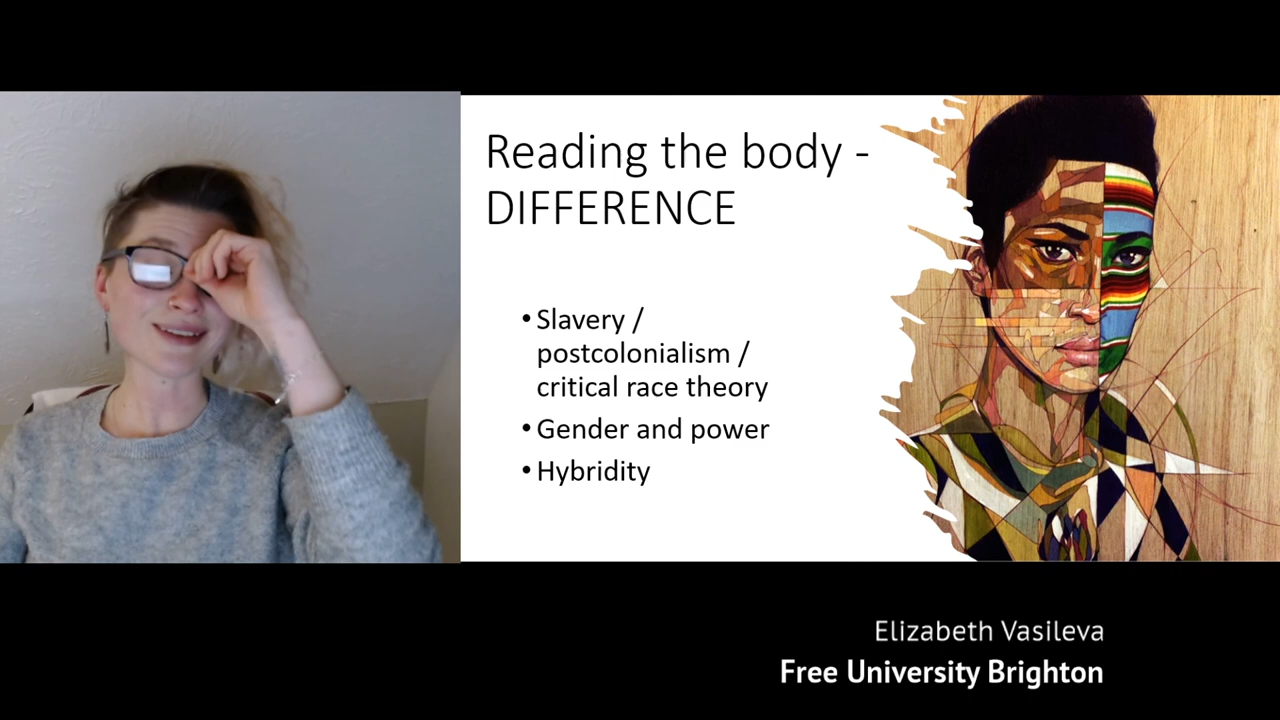 Reading the body -
DIFFERENCE
• Slavery /
postcolonialism /
critical race theory
• Gender and power
• Hybridity
Elizabeth Vasileva
Free University Brighton